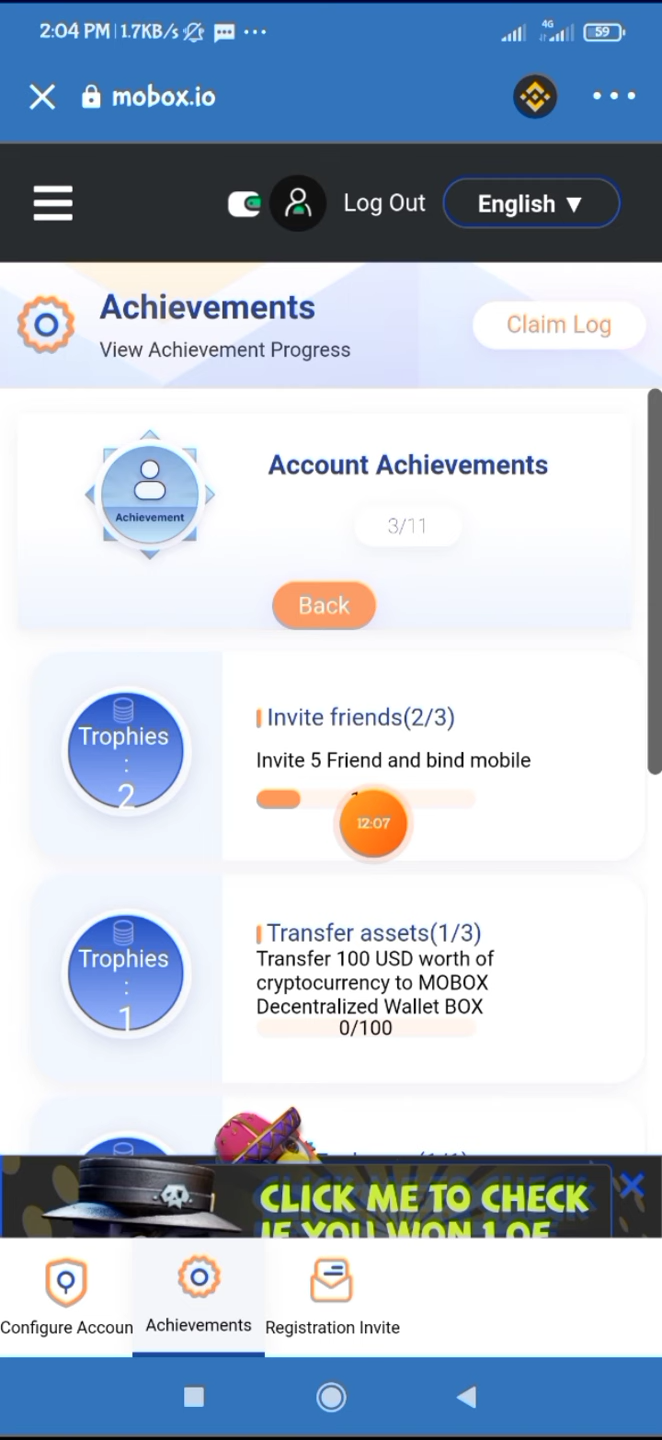 2:04 PM | 1.7KB/s ...
4G
59
mobox.io
Log Out
English ▼
Achievements
View Achievement Progress
Claim Log
Achievement
Account Achievements
3/11
Back
Trophies
:
2
Invite friends(2/3)
Invite 5 Friend and bind mobile
12:07
Trophies
:
1
Transfer assets(1/3)
Transfer 100 USD worth of
cryptocurrency to MOBOX
Decentralized Wallet BOX
0/100
CLICK ME TO CHECK
IF YOU WON 1 OF
Configure Accoun
Achievements
Registration Invite